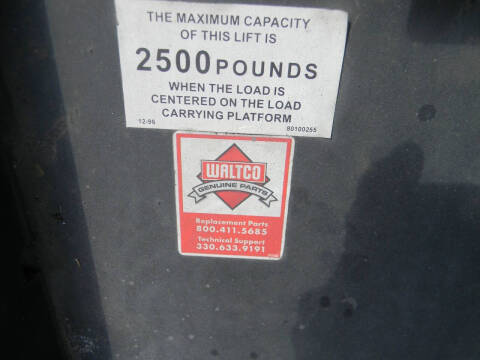 THE MAXIMUM CAPACITY
OF THIS LIFT IS
2500 POUNDS
WHEN THE LOAD IS
CENTERED ON THE LOAD
CARRYING PLATFORM
12-96 80100255
WALTCO
GENUINE PARTS
Replacement Parts
800.411.5685
Technical Support
330.633.9191